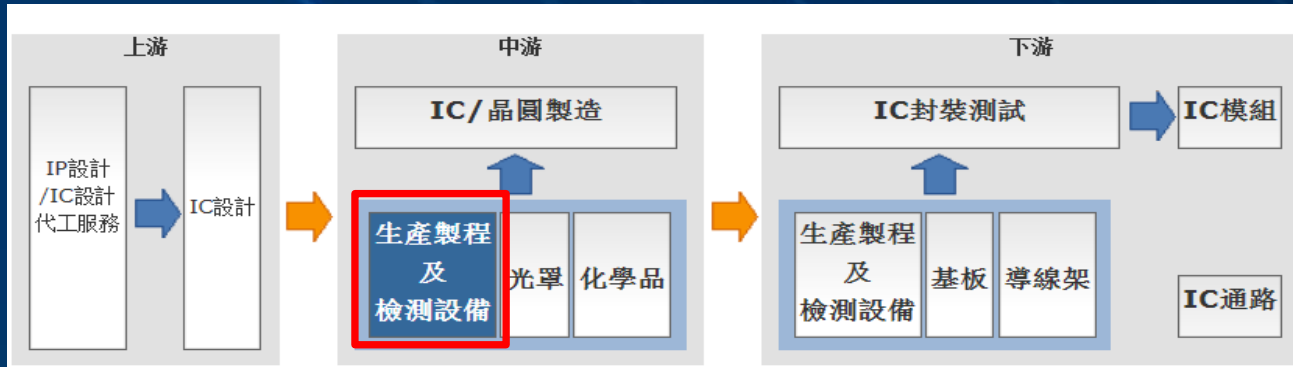 上游
IP設計
/IC設計
代工服務
IC設計
中游
IC/晶圓製造
生產製程
及
檢測設備
光罩
化學品
下游
IC封裝測試
IC模組
生產製程
及
檢測設備
基板
導線架
IC通路